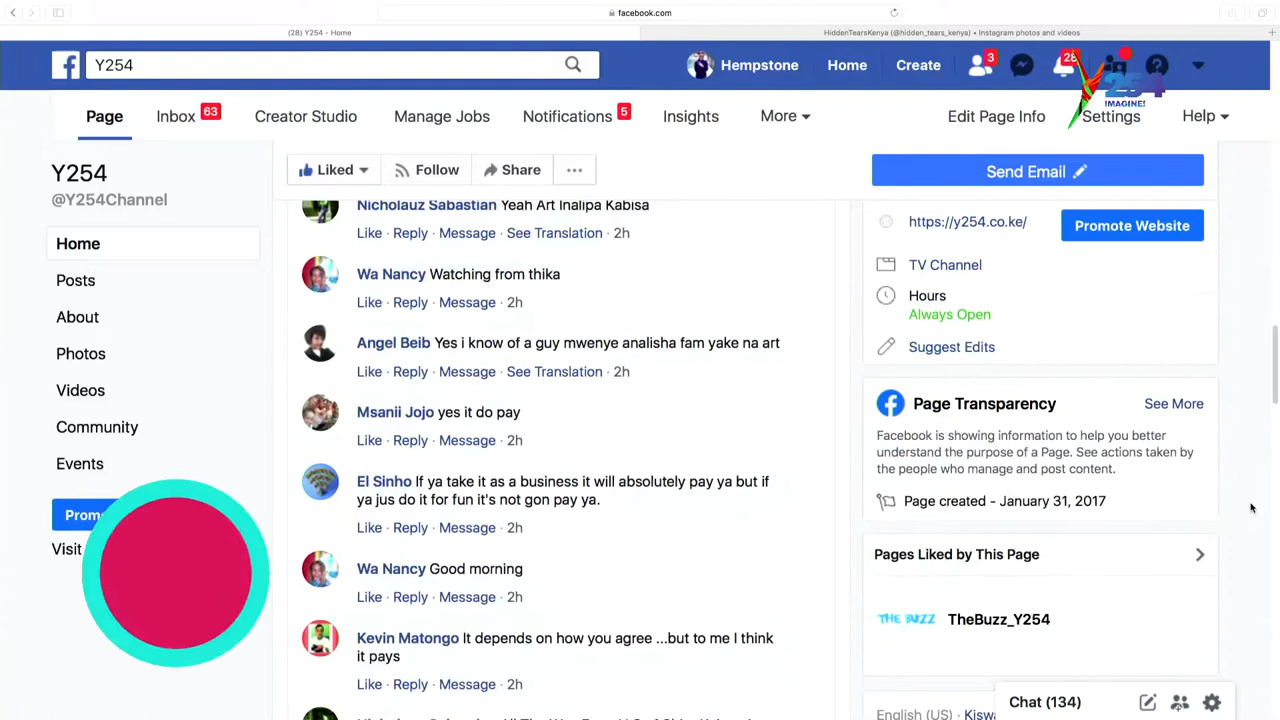 facebook.com
(28) Y254 - Home
HiddenTearsKenya (@hidden_tears_kenya) • Instagram photos and videos
Y254
Hempstone
Home
Create
3
28
254
IMAGINE!
Page
Inbox 63
Creator Studio
Manage Jobs
Notifications 5
Insights
More
Edit Page Info
Settings
Help
Y254
@Y254Channel
Home
Posts
About
Photos
Videos
Community
Events
Visit
Liked
Follow
Share
...
Send Email
Nicholauz Sabastian Yeah Art Inalipa Kabisa
Like · Reply · Message · See Translation · 2h
Wa Nancy Watching from thika
Like · Reply · Message · 2h
Angel Beib Yes i know of a guy mwenye analisha fam yake na art
Like · Reply · Message · See Translation · 2h
Msanii Jojo yes it do pay
Like · Reply · Message · 2h
El Sinho If ya take it as a business it will absolutely pay ya but if
ya jus do it for fun it's not gon pay ya.
Like · Reply · Message · 2h
Wa Nancy Good morning
Like · Reply · Message · 2h
Kevin Matongo It depends on how you agree ...but to me I think
it pays
Like · Reply · Message · 2h
https://y254.co.ke/
Promote Website
TV Channel
Hours
Always Open
Suggest Edits
Page Transparency
See More
Facebook is showing information to help you better
understand the purpose of a Page. See actions taken by
the people who manage and post content.
Page created - January 31, 2017
Pages Liked by This Page
THE BUZZ
TheBuzz_Y254
English (US) ·
Chat (134)